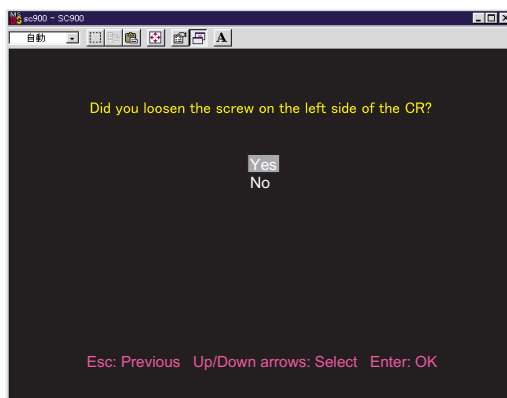 sc900 - SC900
自動
A
Did you loosen the screw on the left side of the CR?
Yes
No
Esc: Previous Up/Down arrows: Select Enter: OK